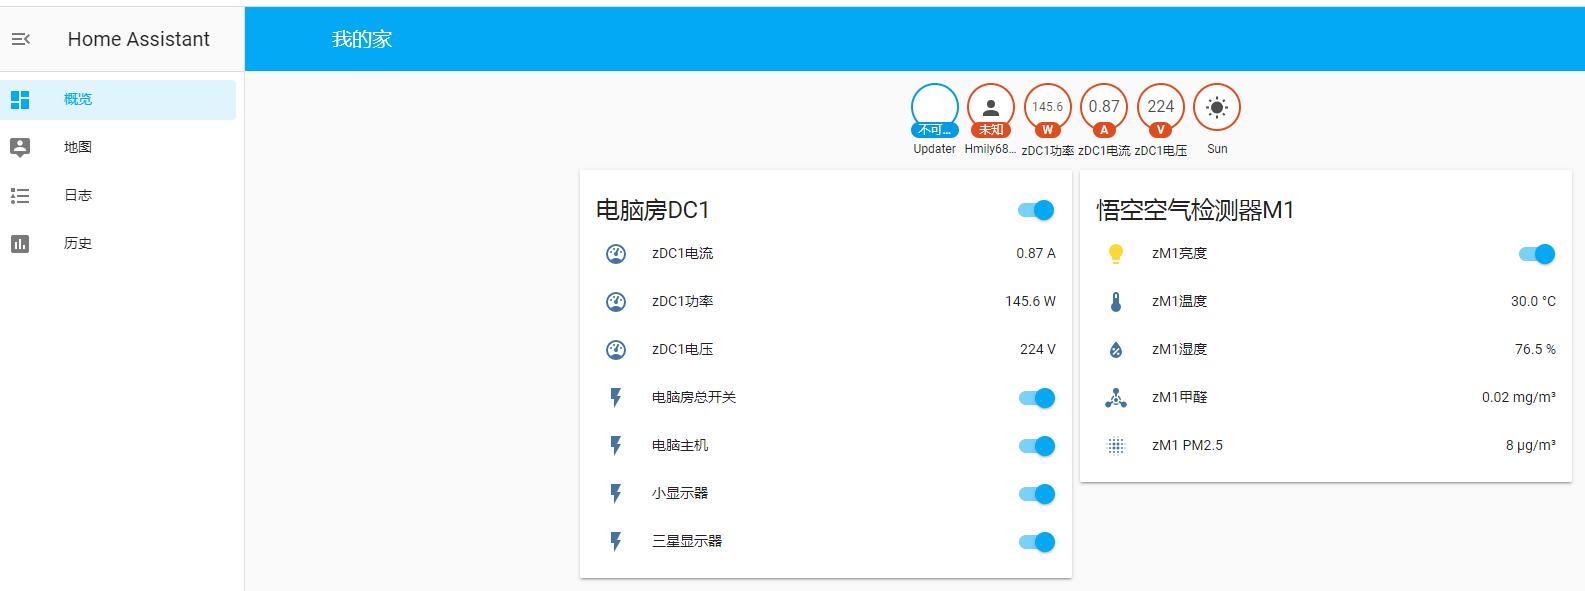 Home Assistant
我的家
概览
地图
日志
历史
不可...
Updater
未知
Hmily68...
145.6
W
zDC1功率
0.87
A
zDC1电流
224
V
zDC1电压
Sun
电脑房DC1
zDC1电流 0.87 A
zDC1功率 145.6 W
zDC1电压 224 V
电脑房总开关
电脑主机
小显示器
三星显示器
悟空空气检测器M1
zM1亮度
zM1温度 30.0 °C
zM1湿度 76.5 %
zM1甲醛 0.02 mg/m³
zM1 PM2.5 8 µg/m³